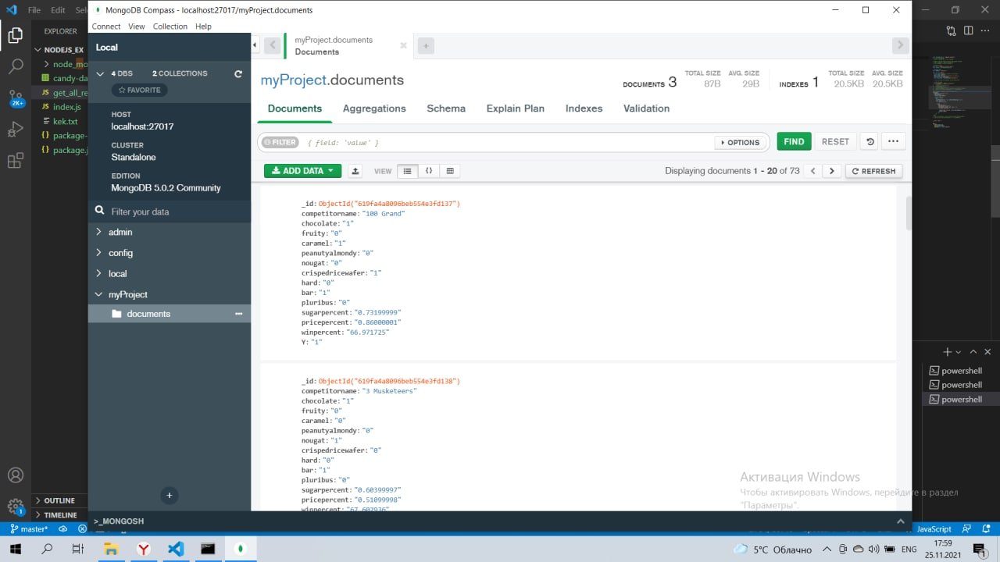 File
Ed
MongoDB Compass - localhost:27017/myProject.documents
Connect View Collection Help
EXPLORER
NODEJS_EX
node_mo
candy-da
get_all_re
index.js
kek.txt
package-
package.j
2K+
1
OUTLINE
TIMELINE
Local
4 DBS 2 COLLECTIONS
FAVORITE
HOST
localhost:27017
CLUSTER
Standalone
EDITION
MongoDB 5.0.2 Community
Filter your data
admin
config
local
myProject
documents
>_MONGOSH
myProject.documents
Documents
myProject.documents
DOCUMENTS 3 TOTAL SIZE 87B AVG. SIZE 29B INDEXES 1 TOTAL SIZE 20.5KB AVG. SIZE 20.5KB
Documents Aggregations Schema Explain Plan Indexes Validation
FILTER { field: 'value' } OPTIONS FIND RESET
ADD DATA VIEW {} Displaying documents 1 - 20 of 73 REFRESH
_id: ObjectId("619fa4a8096beb554e3fd137")
competitorname: "100 Grand"
chocolate: "1"
fruity: "0"
caramel: "1"
peanutyalmondy: "0"
nougat: "0"
crispedricewafer: "1"
hard: "0"
bar: "1"
pluribus: "0"
sugarpercent: "0.73199999"
pricepercent: "0.86000001"
winpercent: "66.971725"
Y: "1"
_id: ObjectId("619fa4a8096beb554e3fd138")
competitorname: "3 Musketeers"
chocolate: "1"
fruity: "0"
caramel: "0"
peanutyalmondy: "0"
nougat: "1"
crispedricewafer: "0"
hard: "0"
bar: "1"
pluribus: "0"
sugarpercent: "0.60399997"
pricepercent: "0.51099998"
winpercent: "67.602936"
powershell
powershell
powershell
Активация Windows
Чтобы активировать Windows, перейдите в раздел
"Параметры".
master*
JavaScript
5°C Облачно
ENG
17:59
25.11.2021
1